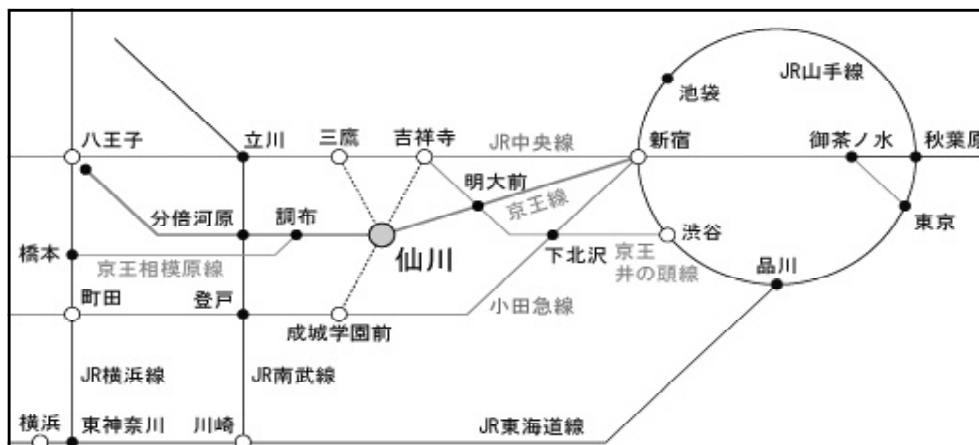 JR山手線
池袋
八王子
立川
三鷹
吉祥寺
JR中央線
新宿
御茶ノ水
秋葉原
明大前
京王線
分倍河原
調布
東京
橋本
京王相模原線
仙川
下北沢
京王
井の頭線
渋谷
品川
町田
登戸
成城学園前
小田急線
JR横浜線
JR南武線
横浜
東神奈川
川崎
JR東海道線